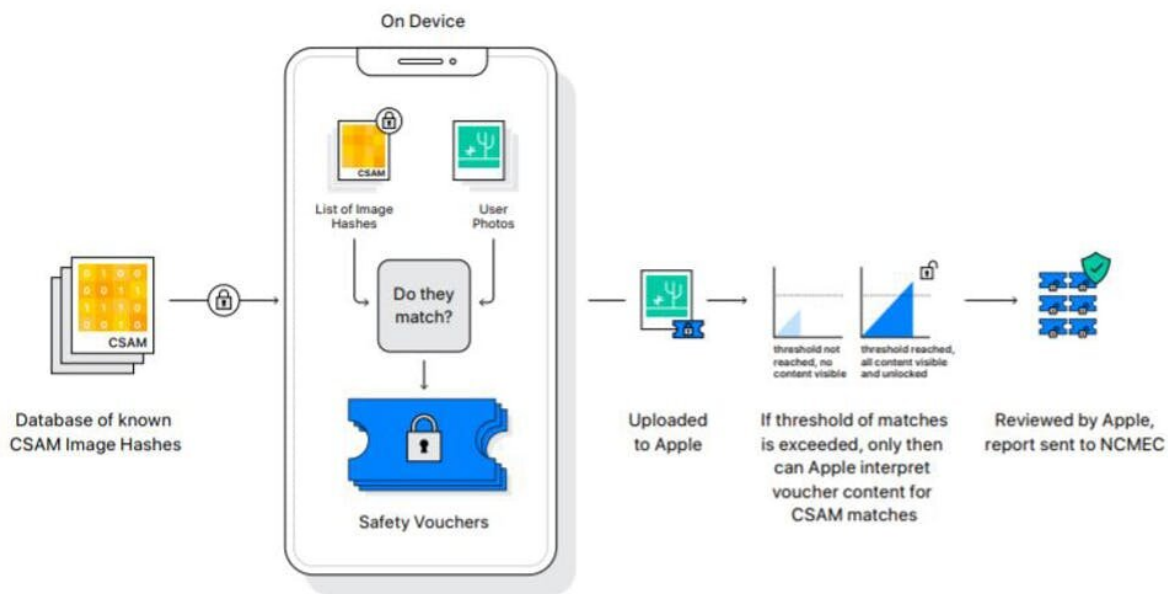 On Device
CSAM
List of Image
Hashes
User
Photos
Do they
match?
Safety Vouchers
0 1 0 0
0 0 1 1
1 1 1 0
0 0 1 0
CSAM
Database of known
CSAM Image Hashes
Uploaded
to Apple
threshold not
reached, no
content visible
threshold reached,
all content visible
and unlocked
If threshold of matches
is exceeded, only then
can Apple interpret
voucher content for
CSAM matches
Reviewed by Apple,
report sent to NCMEC